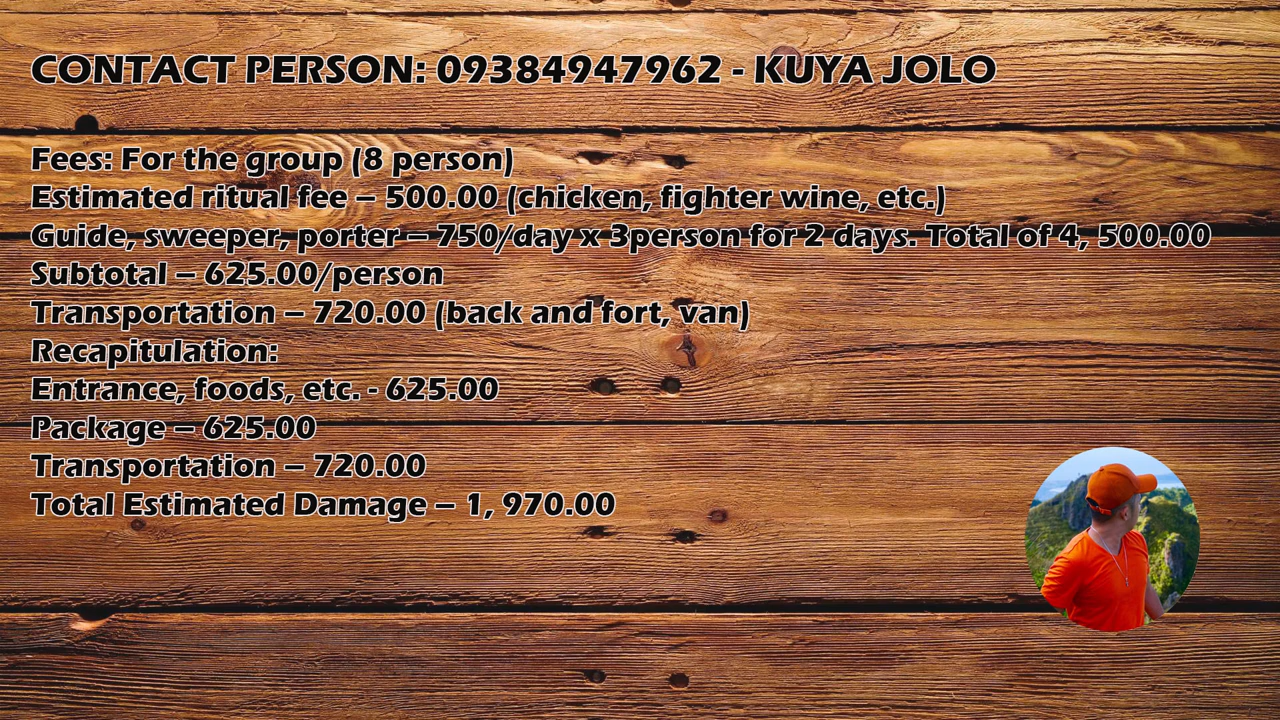 CONTACT PERSON: 09384947962 - KUYA JOLO
Fees: For the group (8 person)
Estimated ritual fee – 500.00 (chicken, fighter wine, etc.)
Guide, sweeper, porter – 750/day x 3person for 2 days. Total of 4, 500.00
Subtotal – 625.00/person
Transportation – 720.00 (back and fort, van)
Recapitulation:
Entrance, foods, etc. - 625.00
Package – 625.00
Transportation – 720.00
Total Estimated Damage – 1, 970.00